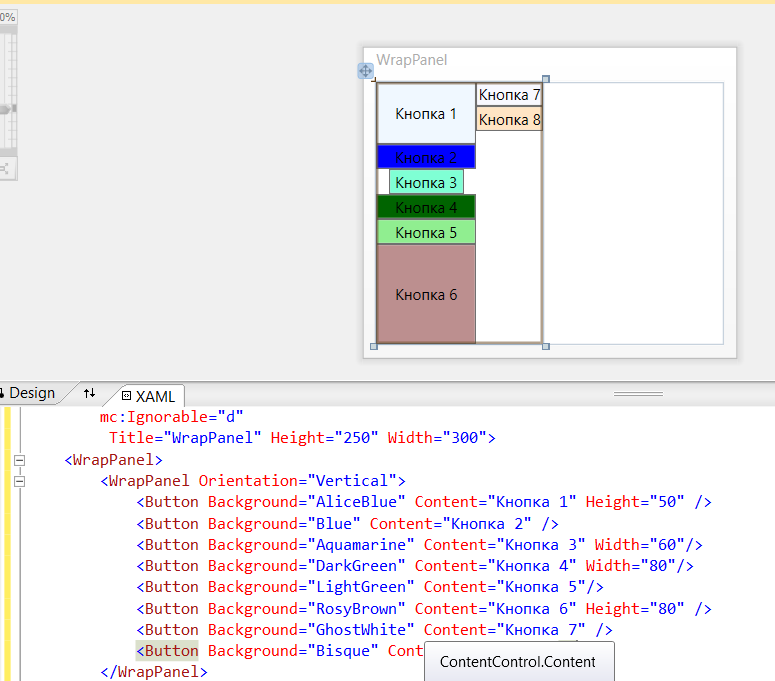 0%
WrapPanel
Кнопка 1
Кнопка 7
Кнопка 8
Кнопка 2
Кнопка 3
Кнопка 4
Кнопка 5
Кнопка 6
Design
XAML
mc:Ignorable="d"
Title="WrapPanel" Height="250" Width="300">
<WrapPanel>
<WrapPanel Orientation="Vertical">
<Button Background="AliceBlue" Content="Кнопка 1" Height="50" />
<Button Background="Blue" Content="Кнопка 2" />
<Button Background="Aquamarine" Content="Кнопка 3" Width="60"/>
<Button Background="DarkGreen" Content="Кнопка 4" Width="80"/>
<Button Background="LightGreen" Content="Кнопка 5"/>
<Button Background="RosyBrown" Content="Кнопка 6" Height="80" />
<Button Background="GhostWhite" Content="Кнопка 7" />
<Button Background="Bisque" Cont
ContentControl.Content
</WrapPanel>